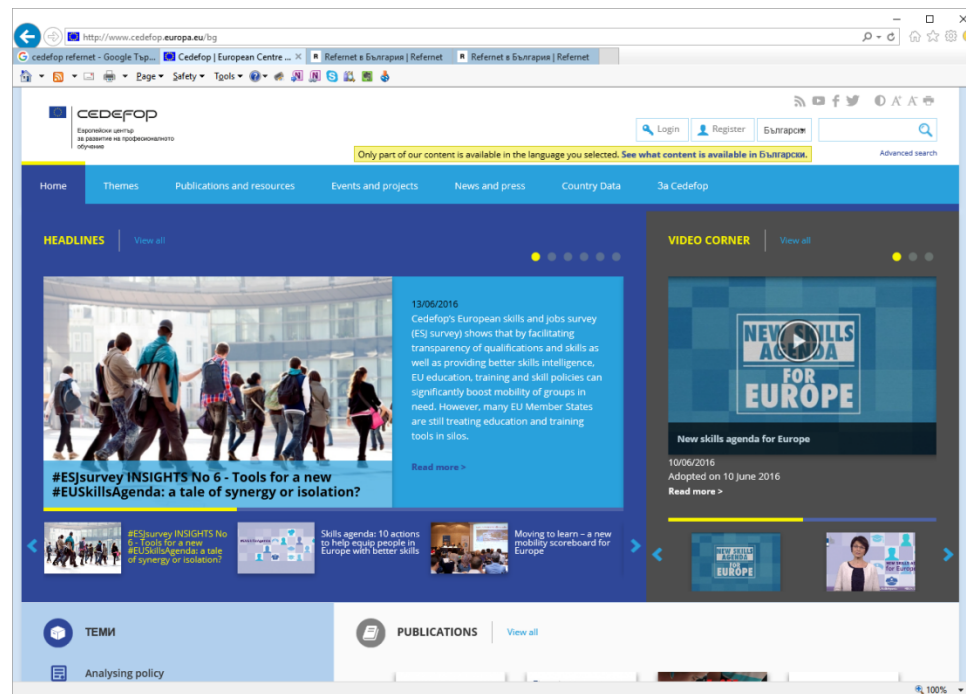 http://www.cedefop.europa.eu/bg
cedefop refernet - Google Тър...
Cedefop | European Centre ...
Refernet в България | Refernet
Refernet в България | Refernet
Page
Safety
Tools
CEDEFOP
Европейски център
за развитие на професионалното
обучение
A
A
Login
Register
Български
Only part of our content is available in the language you selected. See what content is available in Български.
Advanced search
Home
Themes
Publications and resources
Events and projects
News and press
Country Data
За Cedefop
HEADLINES
View all
13/06/2016
Cedefop's European skills and jobs survey
(ESJ survey) shows that by facilitating
transparency of qualifications and skills as
well as providing better skills intelligence,
EU education, training and skill policies can
significantly boost mobility of groups in
need. However, many EU Member States
are still treating education and training
tools in silos.
Read more >
#ESJsurvey INSIGHTS No 6 - Tools for a new
#EUSkillsAgenda: a tale of synergy or isolation?
#ESJsurvey INSIGHTS No
6 - Tools for a new
#EUSkillsAgenda: a tale
of synergy or isolation?
Skills agenda: 10 actions
to help equip people in
Europe with better skills
Moving to learn – a new
mobility scoreboard for
Europe
VIDEO CORNER
View all
NEW SKILLS
AGENDA
FOR
EUROPE
New skills agenda for Europe
10/06/2016
Adopted on 10 June 2016
Read more >
NEW SKILLS
AGENDA
FOR
EUROPE
ТЕМИ
Analysing policy
PUBLICATIONS
View all
100%